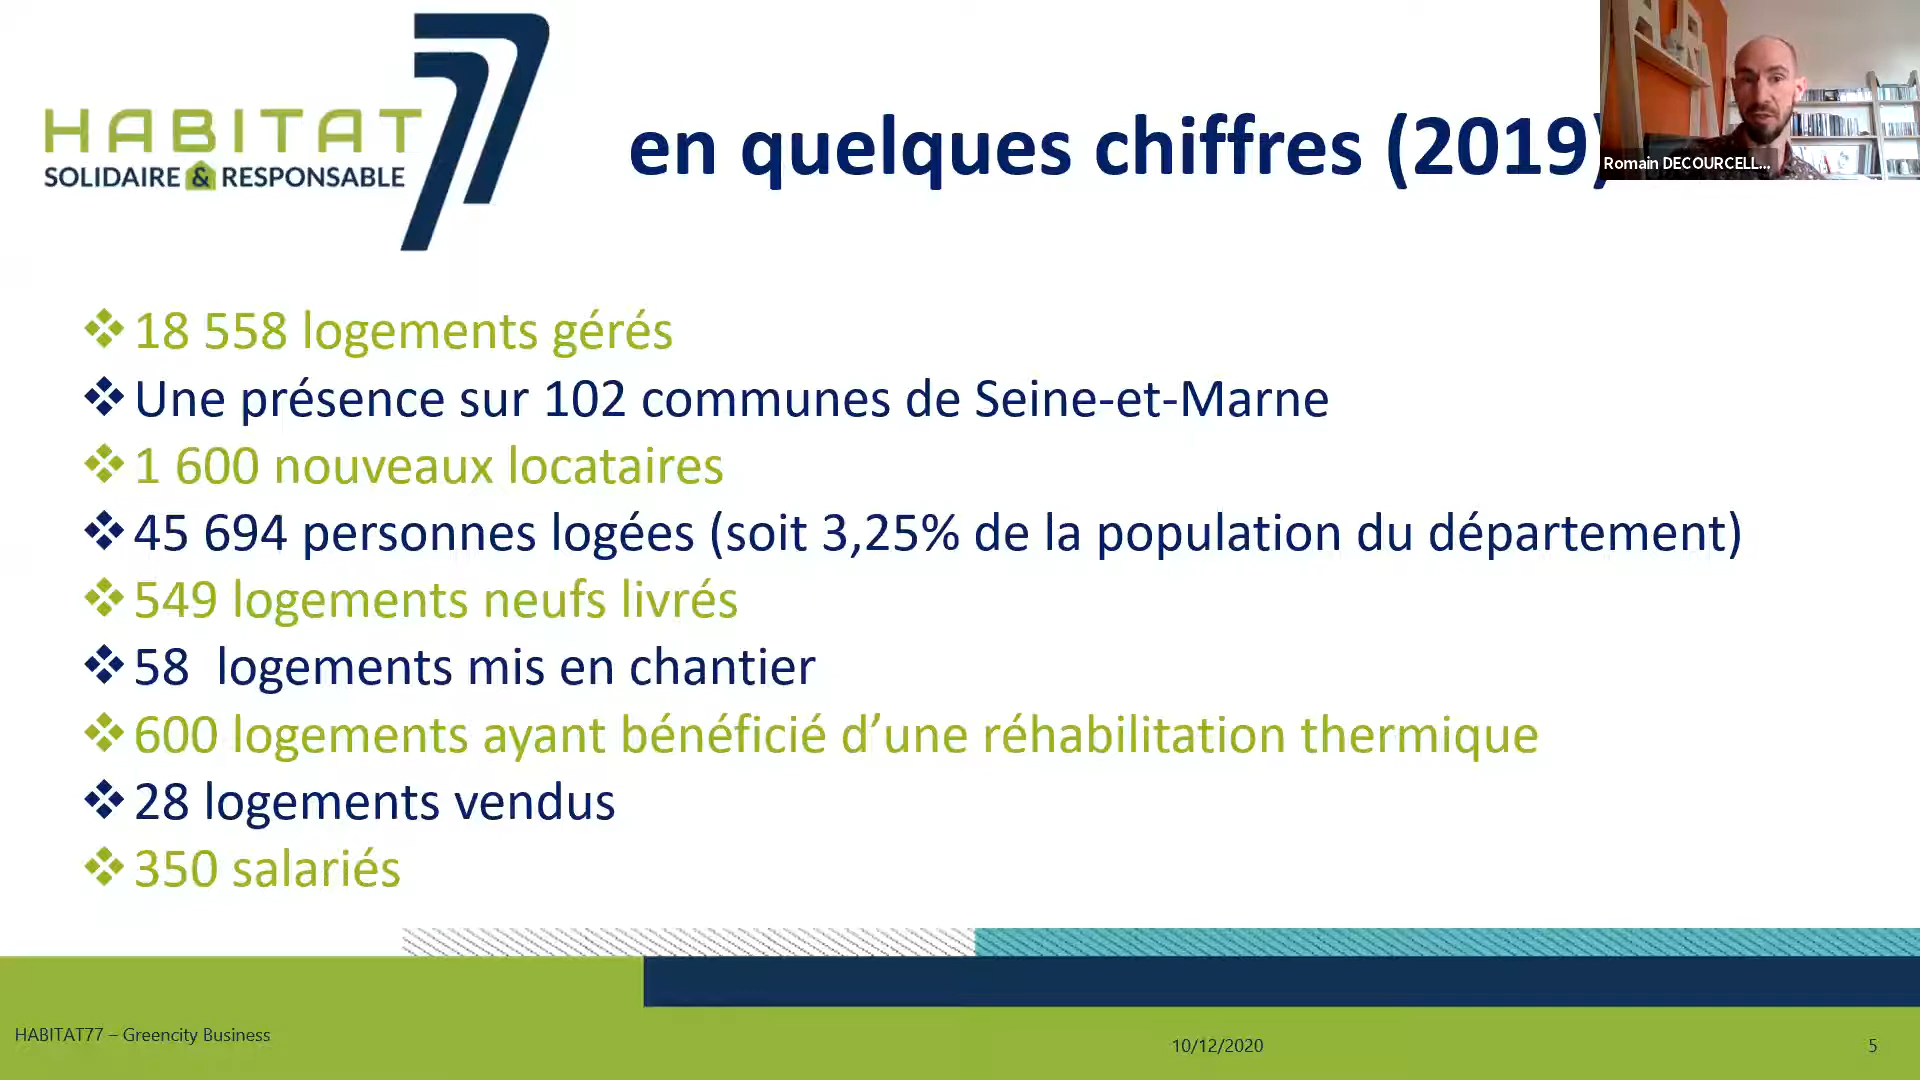 HABITAT 77
SOLIDAIRE & RESPONSABLE
en quelques chiffres (2019)
Romain DECOURCELL...
18 558 logements gérés
Une présence sur 102 communes de Seine-et-Marne
1 600 nouveaux locataires
45 694 personnes logées (soit 3,25% de la population du département)
549 logements neufs livrés
58 logements mis en chantier
600 logements ayant bénéficié d’une réhabilitation thermique
28 logements vendus
350 salariés
HABITAT77 – Greencity Business
10/12/2020
5